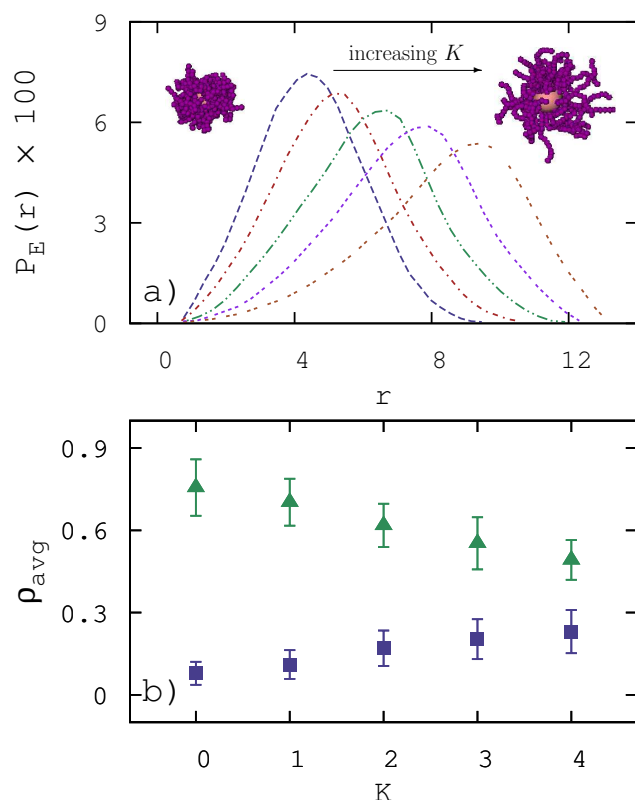 9
6
3
0
P_E(r) × 100
increasing K
a)
0 4 8 12
r
0.9
0.6
0.3
0
ρ_avg
b)
0 1 2 3 4
K